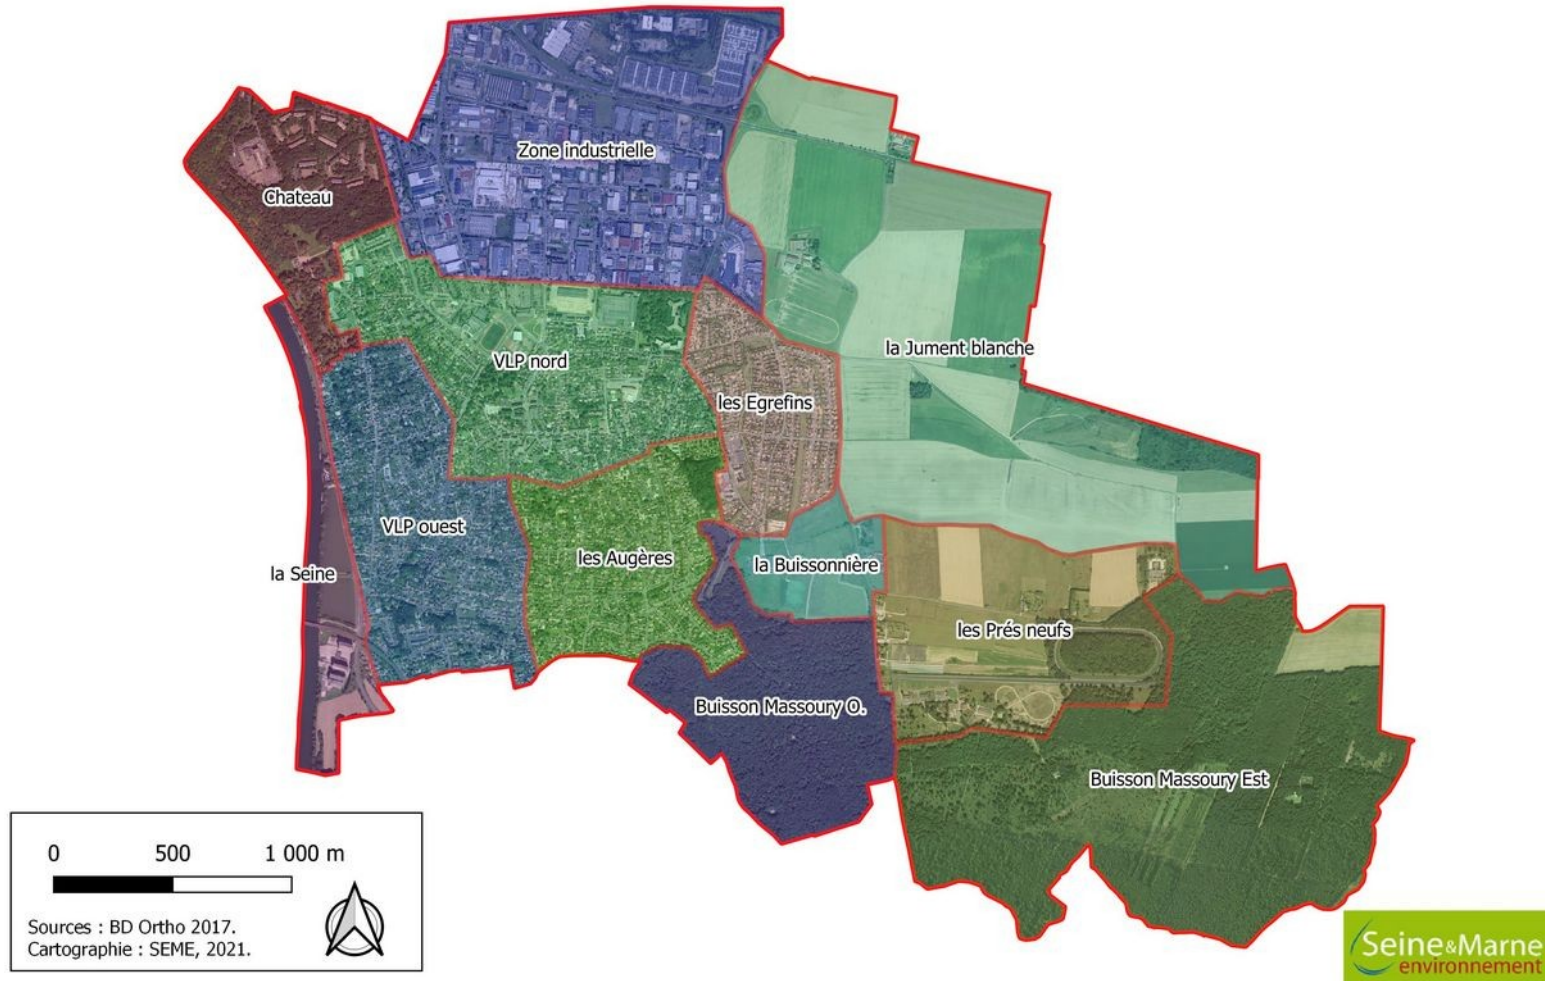 Zone industrielle
Chateau
la Jument blanche
VLP nord
les Egrefins
VLP ouest
les Augères
la Buissonnière
la Seine
les Prés neufs
Buisson Massoury O.
Buisson Massoury Est
0 500 1 000 m
Sources : BD Ortho 2017.
Cartographie : SEME, 2021.
Seine&Marne
environnement